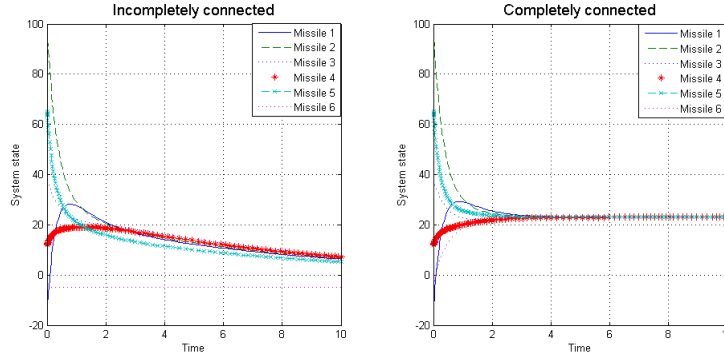 Incompletely connected
100
80
60
40
20
0
-20
System state
0
2
4
6
8
10
Time
Missile 1
Missile 2
Missile 3
Missile 4
Missile 5
Missile 6
Completely connected
100
80
60
40
20
0
-20
System state
0
2
4
6
8
Time
Missile 1
Missile 2
Missile 3
Missile 4
Missile 5
Missile 6